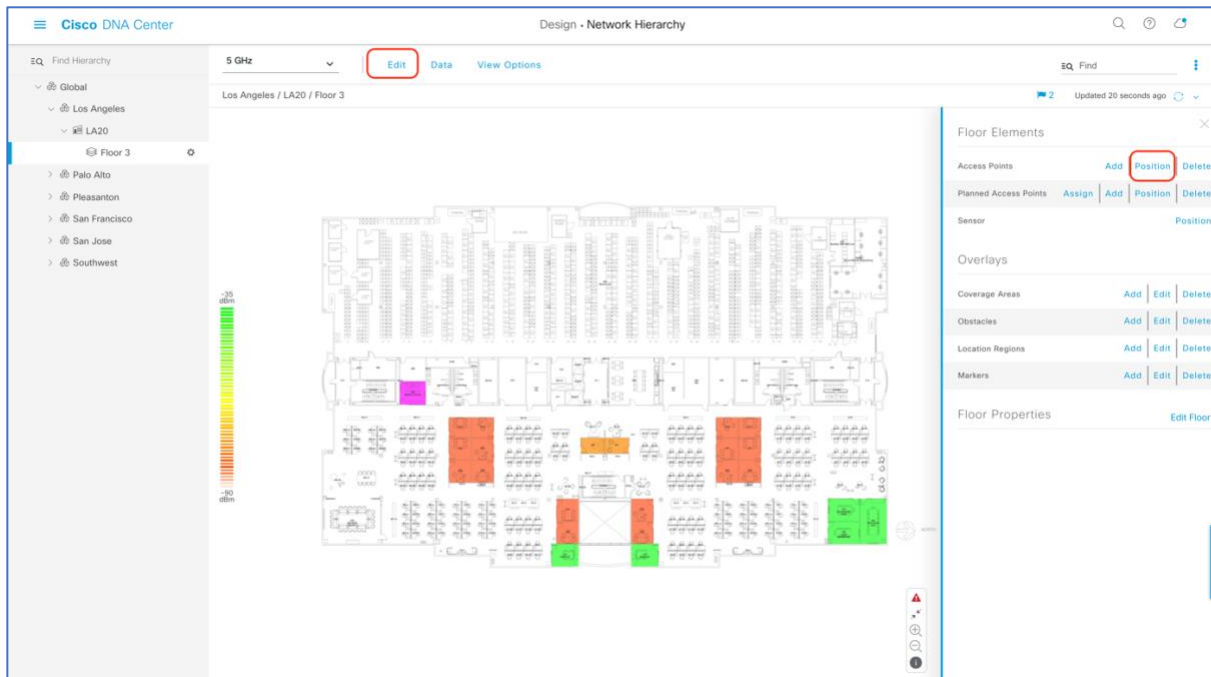 Cisco DNA Center
Design • Network Hierarchy
Find Hierarchy
Global
Los Angeles
LA20
Floor 3
Palo Alto
Pleasanton
San Francisco
San Jose
Southwest
5 GHz
Edit Data View Options
EQ Find
Los Angeles / LA20 / Floor 3
2 Updated 20 seconds ago
-35
dBm
-90
dBm
Floor Elements
Access Points Add Position Delete
Planned Access Points Assign Add Position Delete
Sensor Position
Overlays
Coverage Areas Add Edit Delete
Obstacles Add Edit Delete
Location Regions Add Edit Delete
Markers Add Edit Delete
Floor Properties Edit Floor